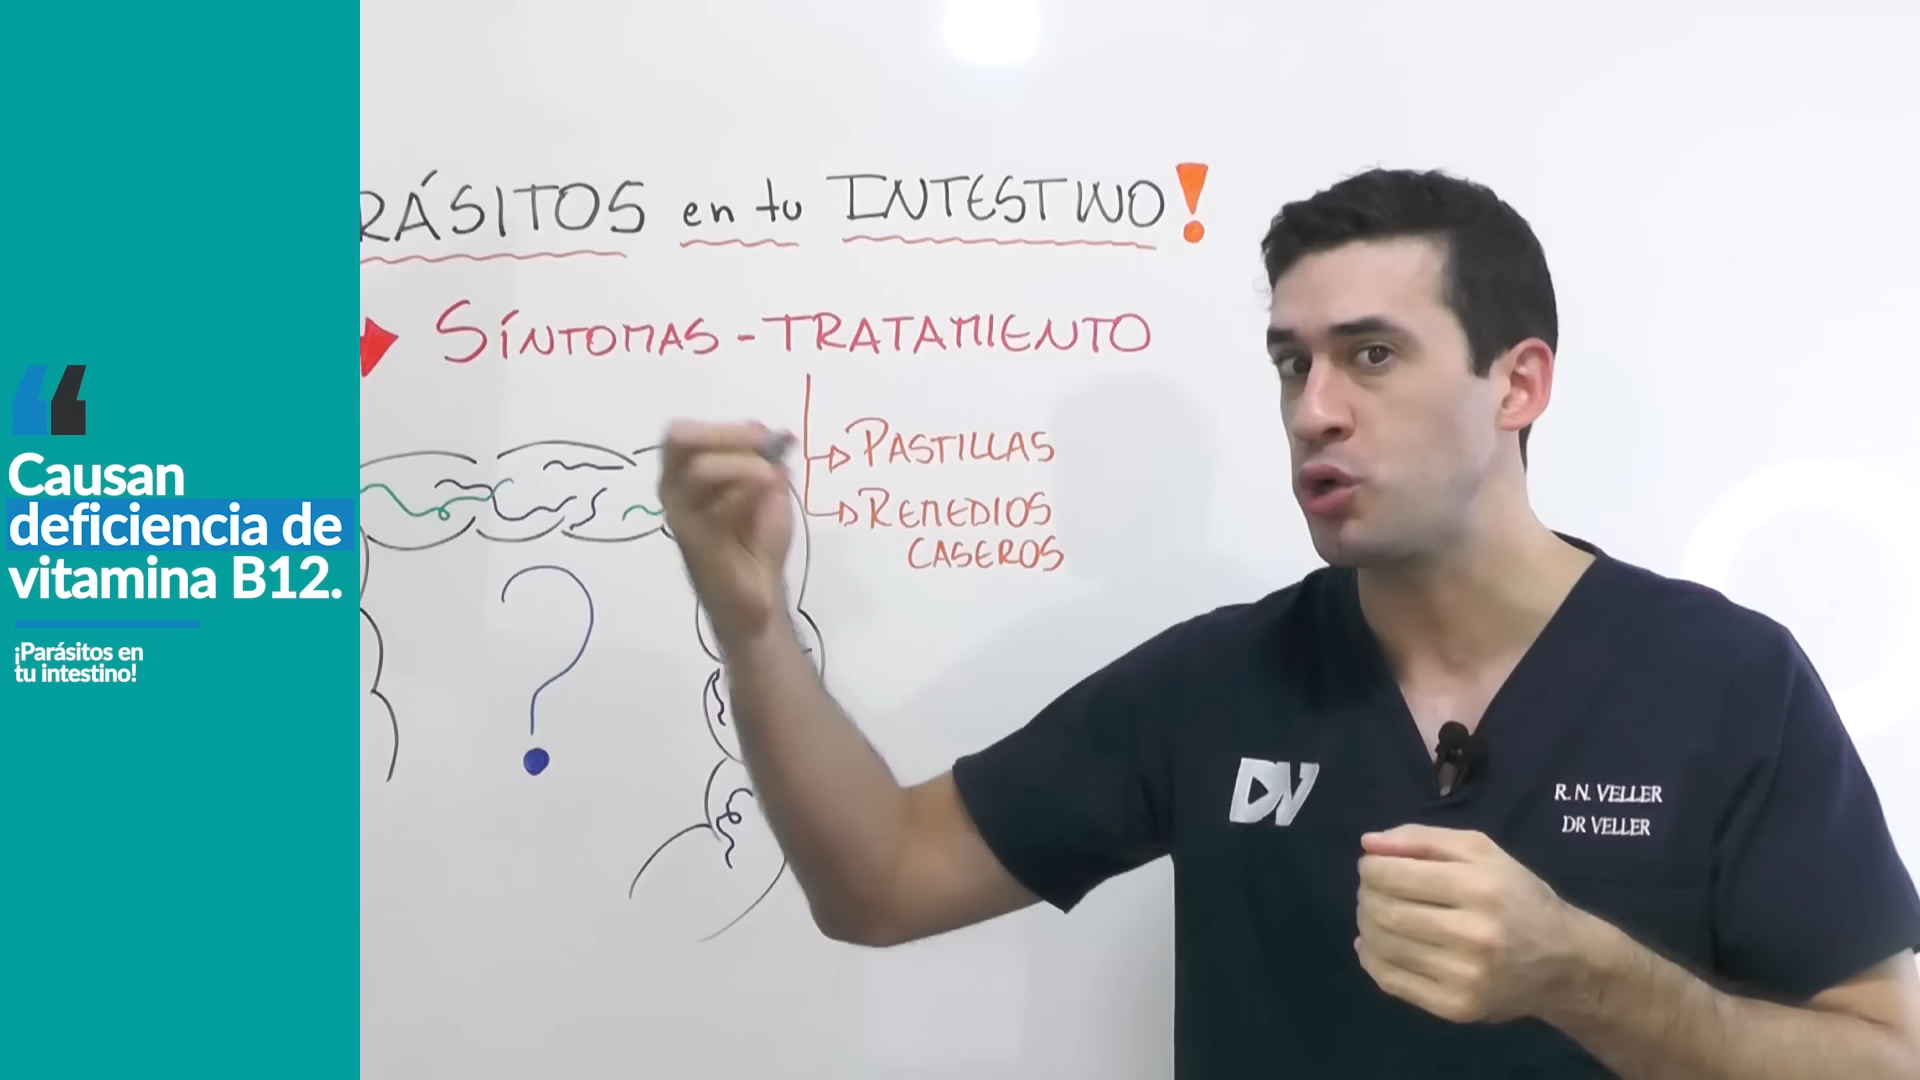 Causan
deficiencia de
vitamina B12.
¡Parásitos en
tu intestino!
RÁSITOS en tu INTESTINO!
SÍNTOMAS - TRATAMIENTO
PASTILLAS
REMEDIOS
CASEROS
?
DV
R. N. VELLER
DR VELLER